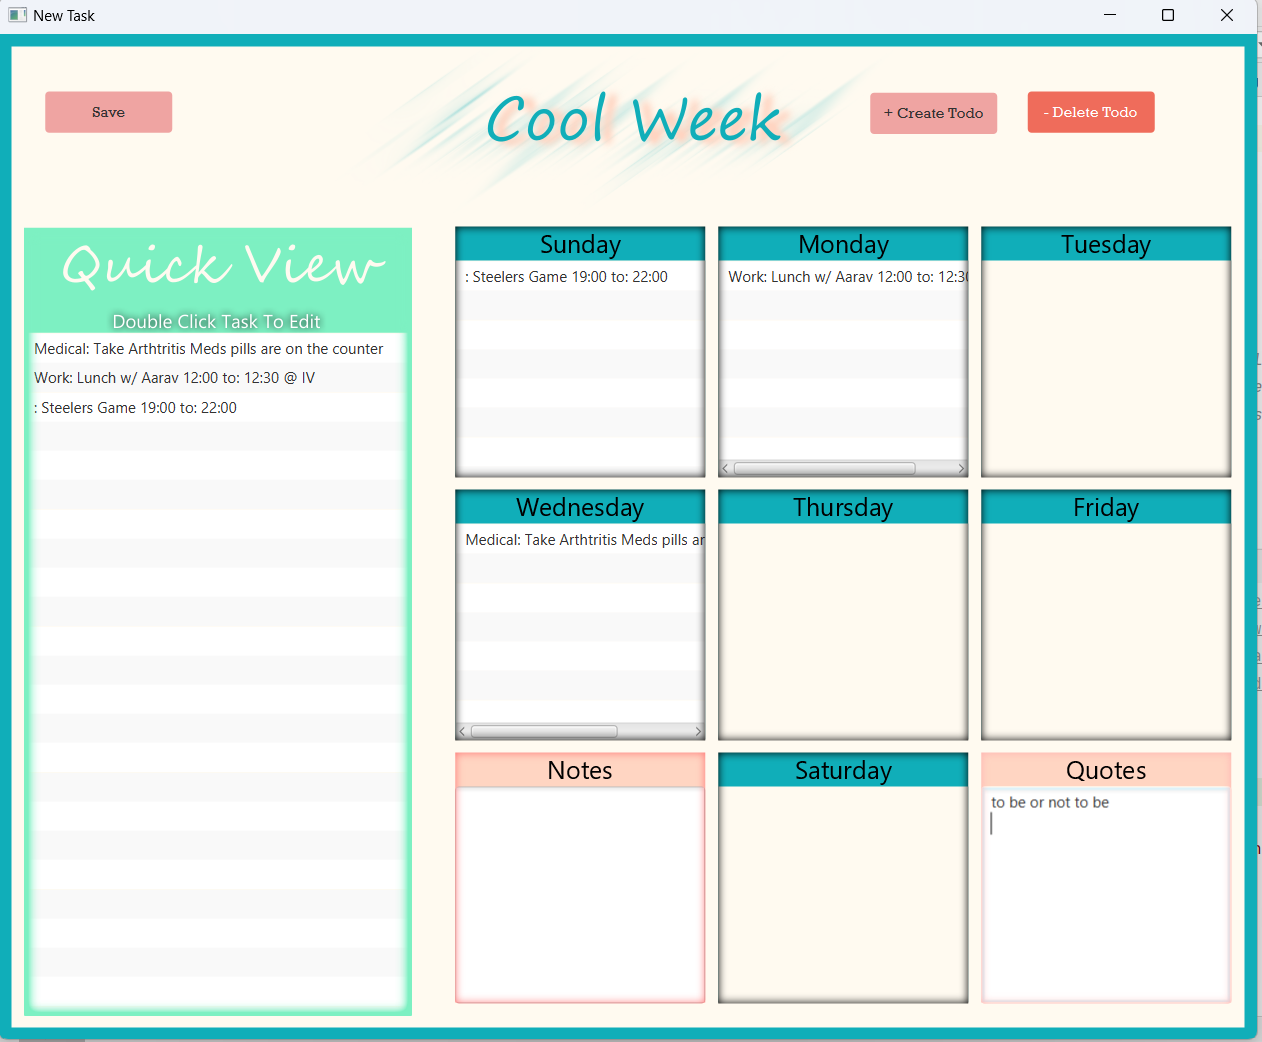 New Task
Save
Cool Week
+ Create Todo
- Delete Todo
Quick View
Double Click Task To Edit
Medical: Take Arthtritis Meds pills are on the counter
Work: Lunch w/ Aarav 12:00 to: 12:30 @ IV
: Steelers Game 19:00 to: 22:00
Sunday
: Steelers Game 19:00 to: 22:00
Monday
Work: Lunch w/ Aarav 12:00 to: 12:30
Tuesday
Wednesday
Medical: Take Arthtritis Meds pills ar
Thursday
Friday
Notes
Saturday
Quotes
to be or not to be